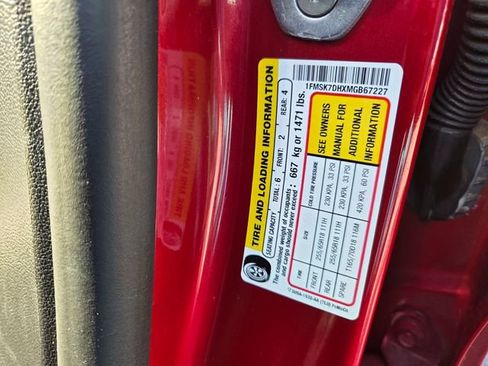 TIRE AND LOADING INFORMATION
SEATING CAPACITY TOTAL: 6 FRONT: 2 REAR: 4
The combined weight of occupants and cargo should never exceed: 667 kg or 1471 lbs.
TIRE SIZE COLD TIRE PRESSURE
FRONT 255/65R18 111H 230 KPA, 33 PSI
REAR 255/65R18 111H 230 KPA, 33 PSI
SPARE T165/70D18 116M 420 KPA, 60 PSI
SEE OWNERS
MANUAL FOR
ADDITIONAL
INFORMATION
1FMSK7DHXMGB67227